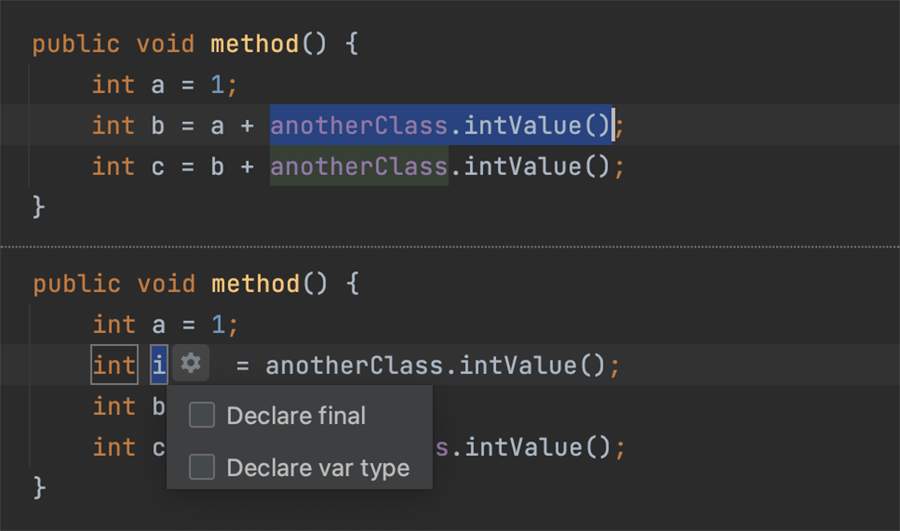 public void method() {
int a = 1;
int b = a + anotherClass.intValue();
int c = b + anotherClass.intValue();
}
public void method() {
int a = 1;
int i = anotherClass.intValue();
int b
Declare final
int c s.intValue();
Declare var type
}